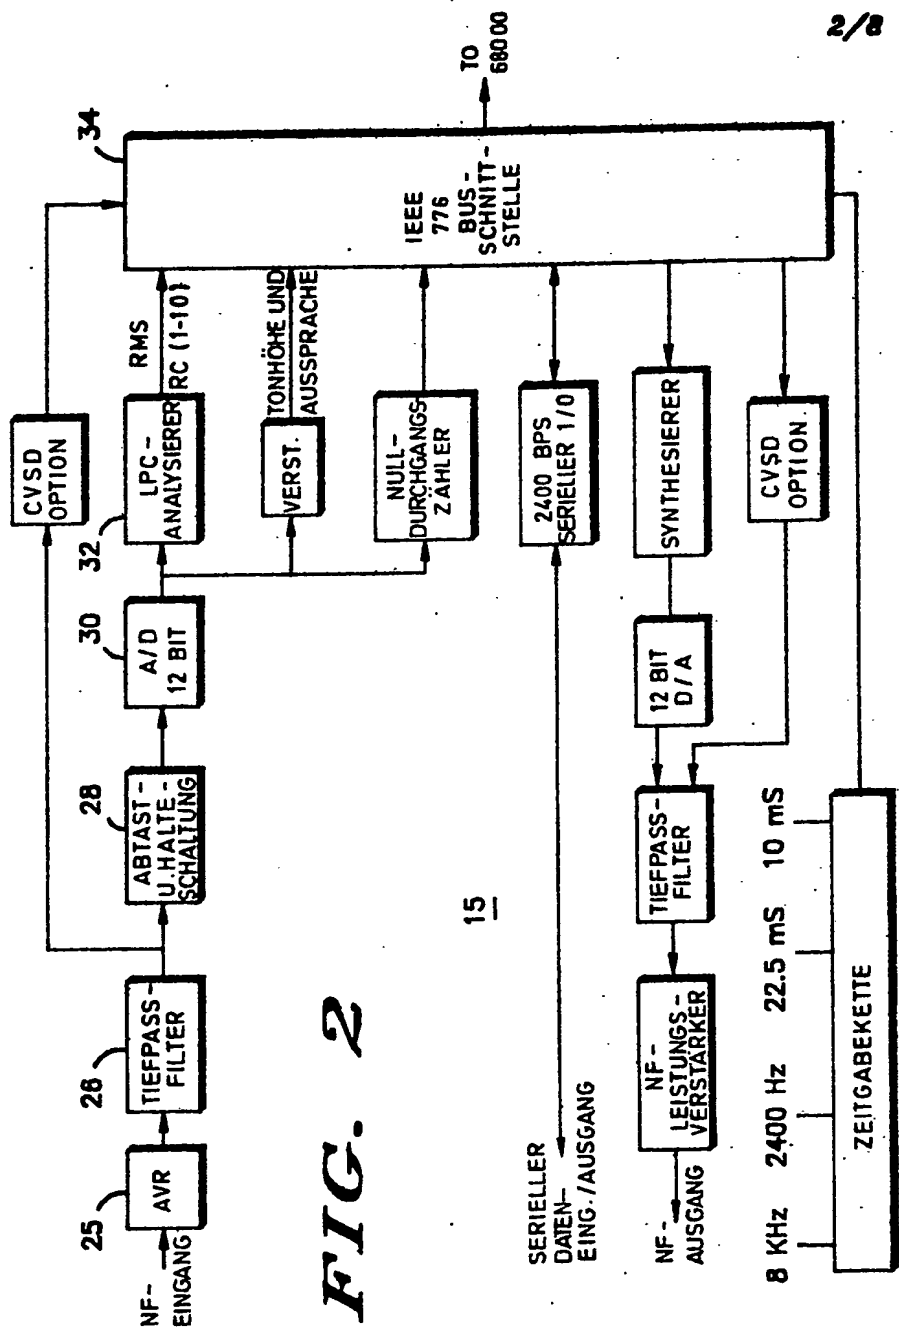 2/8
NF-
EINGANG
25
AVR
26
TIEFPASS-
FILTER
28
ABTAST-
U.HALTE-
SCHALTUNG
30
A/D
12 BIT
32
LPC-
ANALYSIERER
RMS
RC (1-10)
CVSD
OPTION
VERST.
TONHÖHE UND
AUSSPRACHE
NULL-
DURCHGANGS-
ZÄHLER
34
IEEE
776
BUS-
SCHNITT-
STELLE
TO
68000
FIG. 2
15
SERIELLER
DATEN-
EING./AUSGANG
2400 BPS
SERIELLER 1/0
NF-
AUSGANG
NF-
LEISTUNGS-
VERSTÄRKER
TIEFPASS-
FILTER
12 BIT
D/A
SYNTHESIERER
CVSD
OPTION
8 KHz
2400 Hz
22.5 mS
10 mS
ZEITGABEKETTE